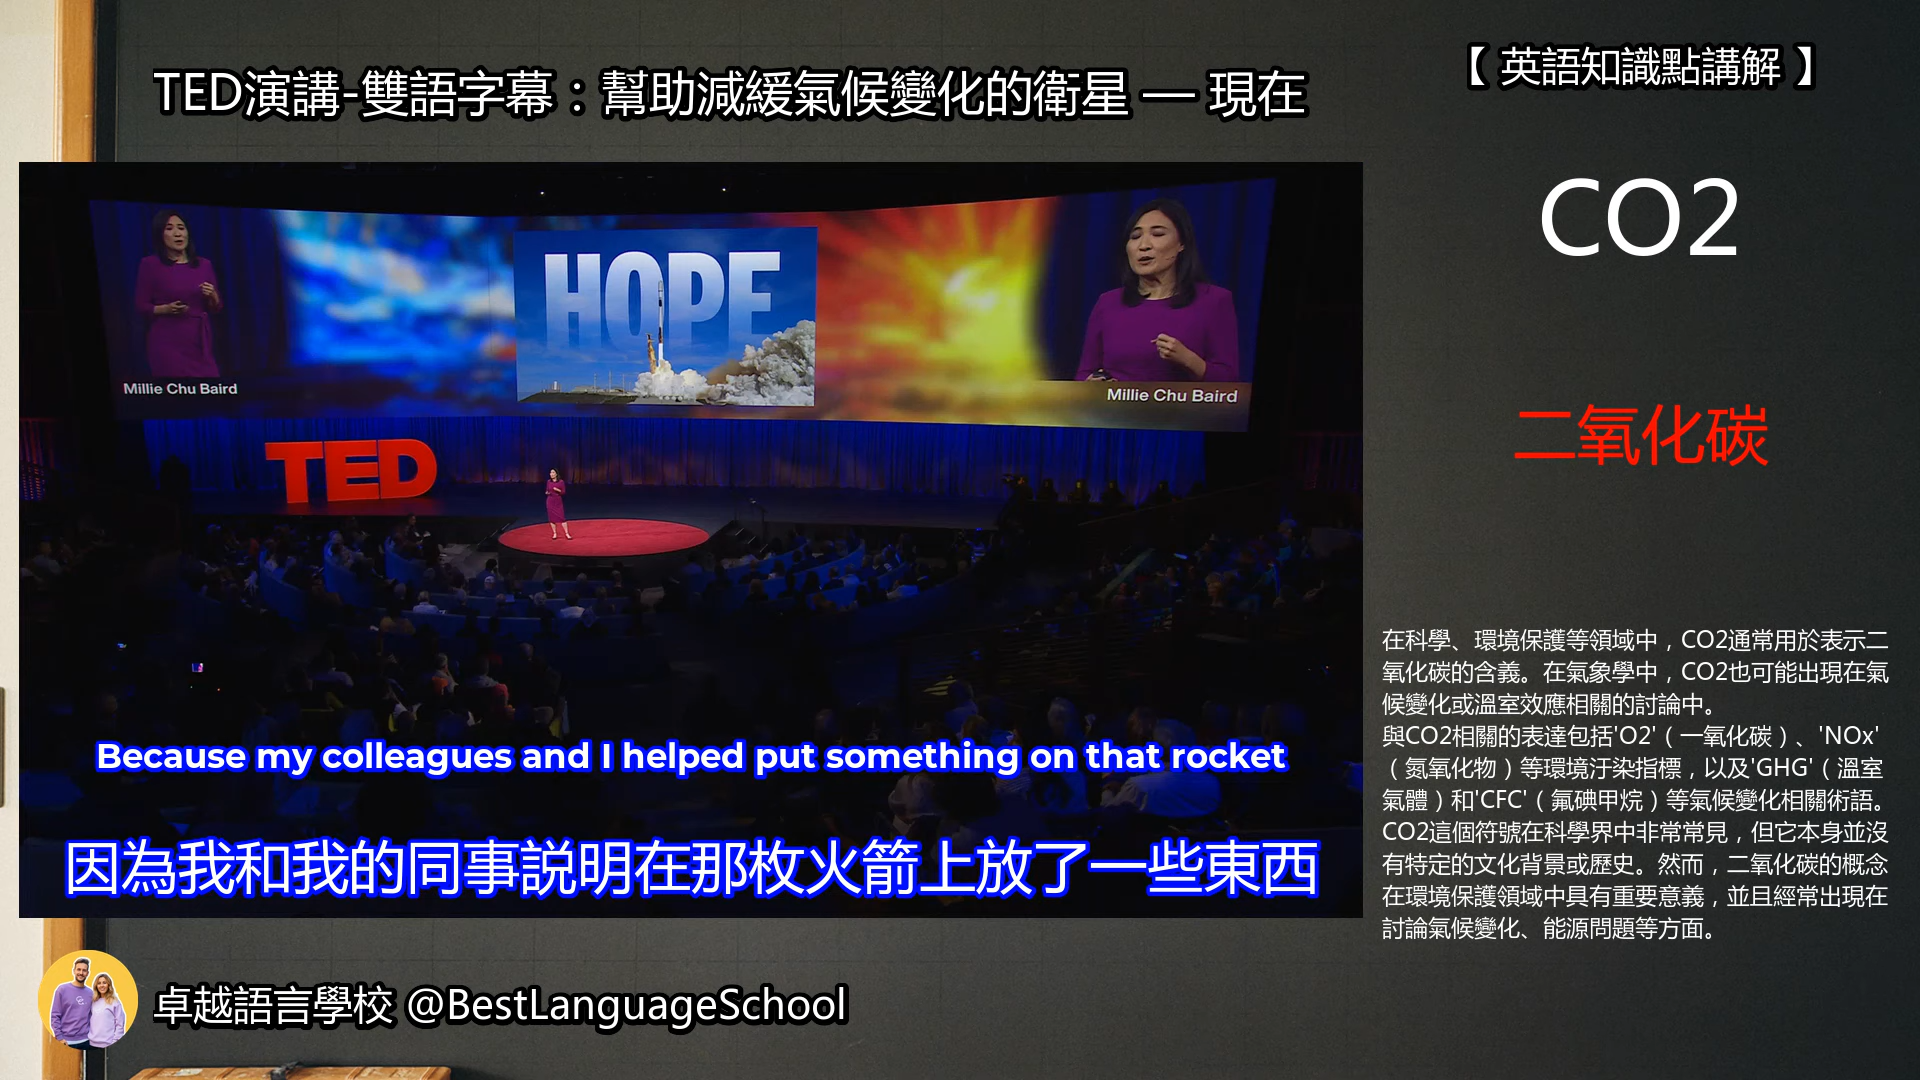 TED演講-雙語字幕：幫助減緩氣候變化的衛星 — 現在
【 英語知識點講解 】
CO2
二氧化碳
HOPE
Millie Chu Baird
Millie Chu Baird
TED
Because my colleagues and I helped put something on that rocket
因為我和我的同事説明在那枚火箭上放了一些東西
在科學、環境保護等領域中，CO2通常用於表示二
氧化碳的含義。在氣象學中，CO2也可能出現在氣
候變化或溫室效應相關的討論中。
與CO2相關的表達包括'O2'（一氧化碳）、'NOx'
（氮氧化物）等環境汙染指標，以及'GHG'（溫室
氣體）和'CFC'（氟碘甲烷）等氣候變化相關術語。
CO2這個符號在科學界中非常常見，但它本身並沒
有特定的文化背景或歷史。然而，二氧化碳的概念
在環境保護領域中具有重要意義，並且經常出現在
討論氣候變化、能源問題等方面。
卓越語言學校 @BestLanguageSchool